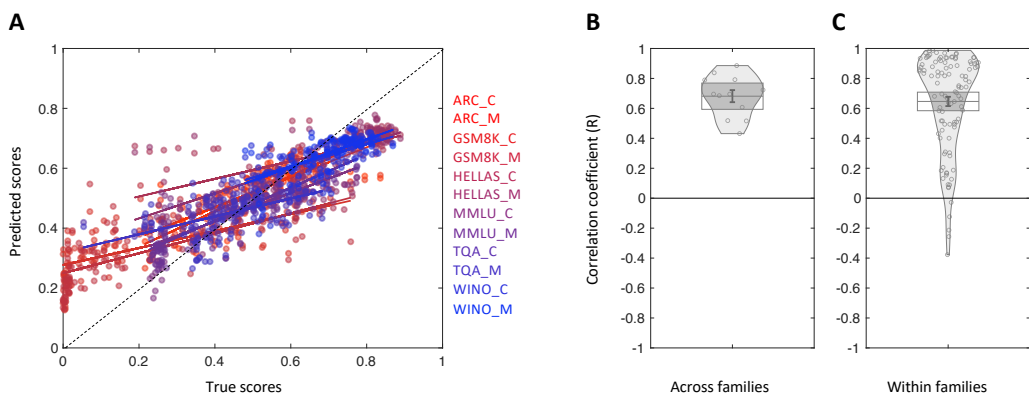 A
B
C
Predicted scores
1
0.8
0.6
0.4
0.2
0
0
0.2
0.4
0.6
0.8
1
True scores
ARC_C
ARC_M
GSM8K_C
GSM8K_M
HELLAS_C
HELLAS_M
MMLU_C
MMLU_M
TQA_C
TQA_M
WINO_C
WINO_M
Correlation coefficient (R)
1
0.8
0.6
0.4
0.2
0
-0.2
-0.4
-0.6
-0.8
-1
Across families
1
0.8
0.6
0.4
0.2
0
-0.2
-0.4
-0.6
-0.8
-1
Within families